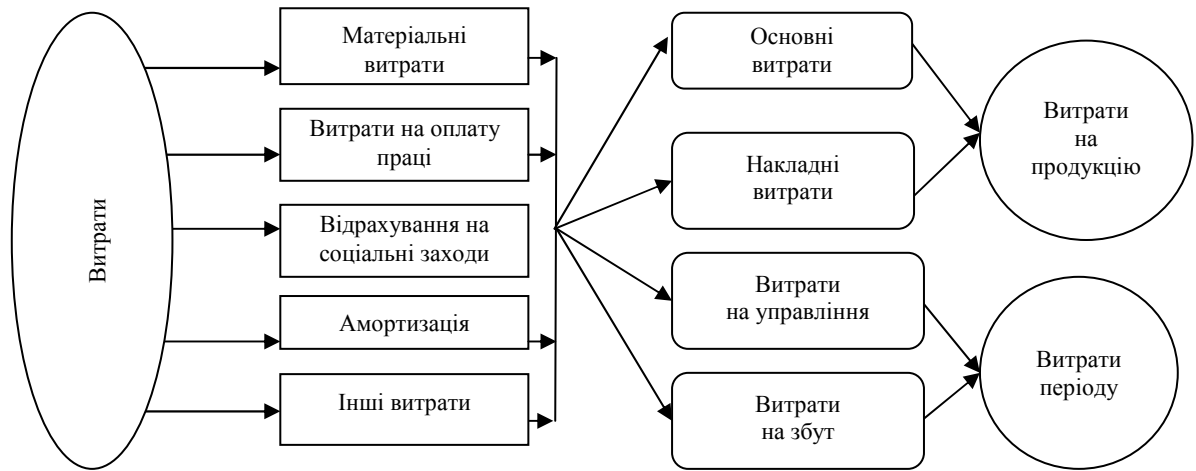 Витрати
Матеріальні
витрати
Витрати на оплату
праці
Відрахування на
соціальні заходи
Амортизація
Інші витрати
Основні
витрати
Накладні
витрати
Витрати
на управління
Витрати
на збут
Витрати
на
продукцію
Витрати
періоду